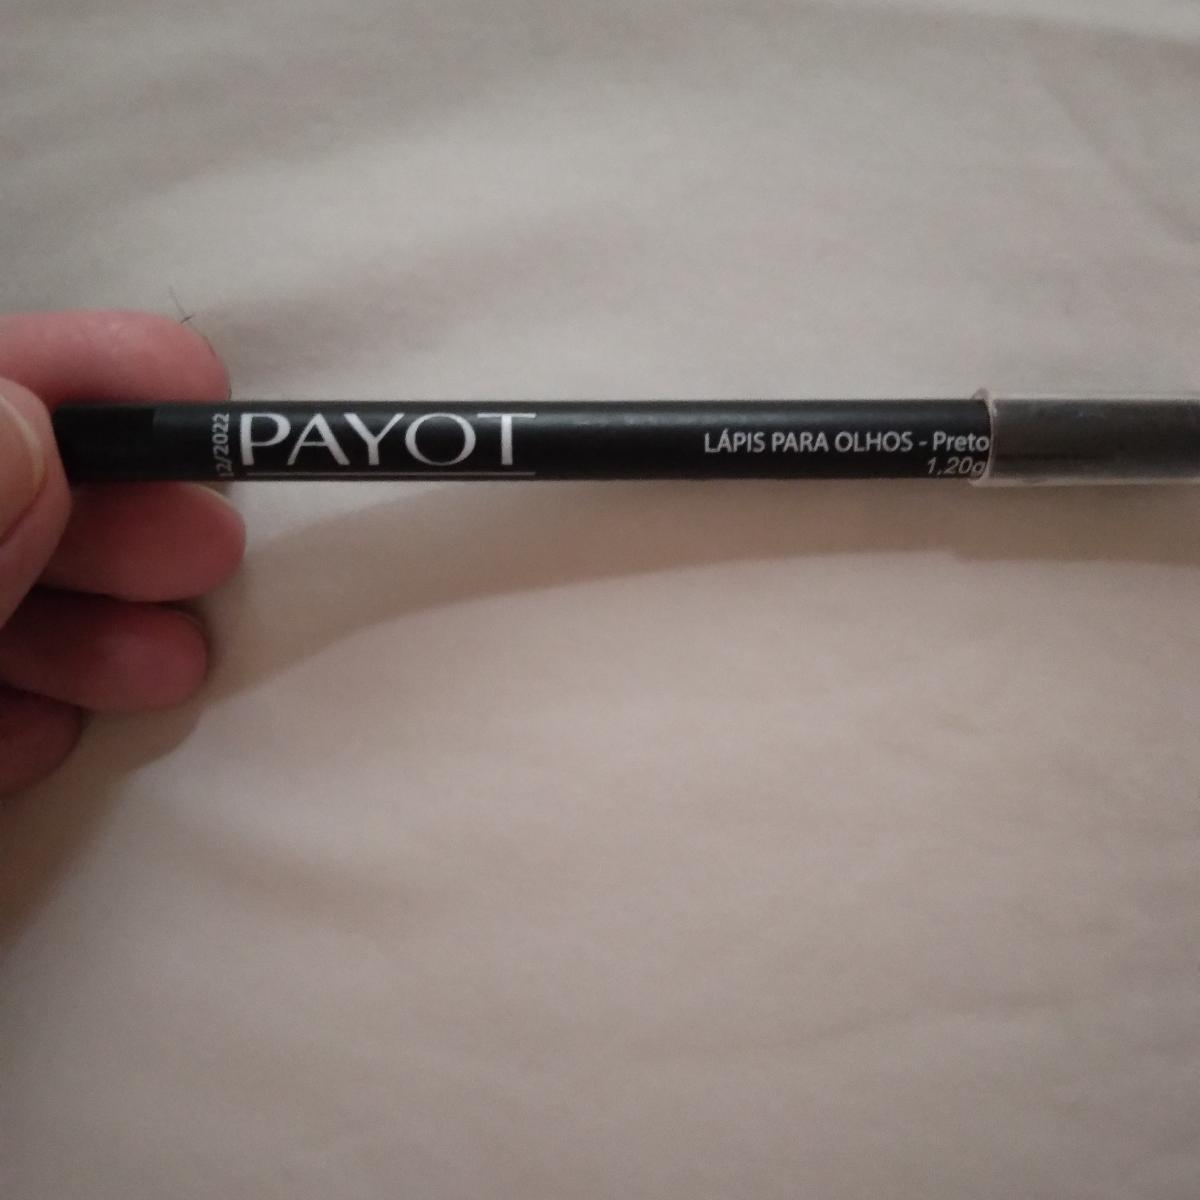 12/2022
PAYOT
LÁPIS PARA OLHOS - Preto
1,20g